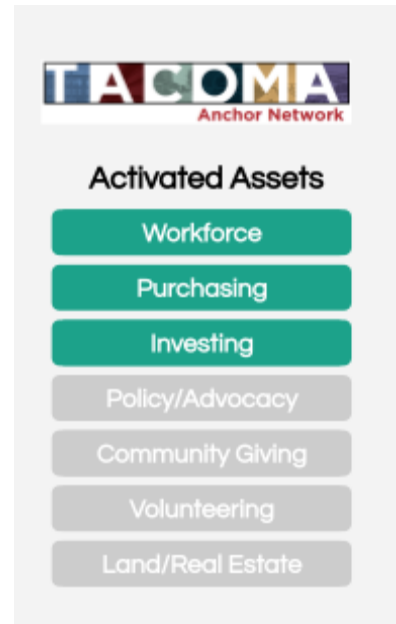 TACOMA
Anchor Network
Activated Assets
Workforce
Purchasing
Investing
Policy/Advocacy
Community Giving
Volunteering
Land/Real Estate